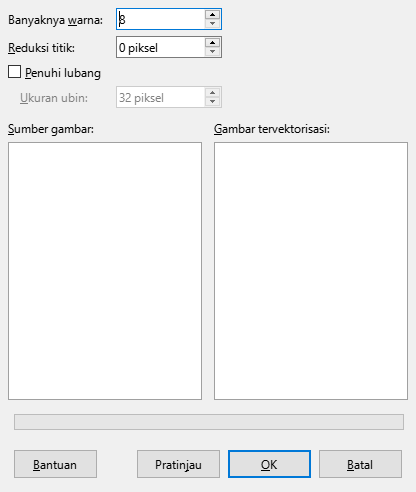 Banyaknya warna: 8
Reduksi titik: 0 piksel
Penuhi lubang
Ukuran ubin: 32 piksel
Sumber gambar: Gambar tervektorisasi:
Bantuan Pratinjau OK Batal